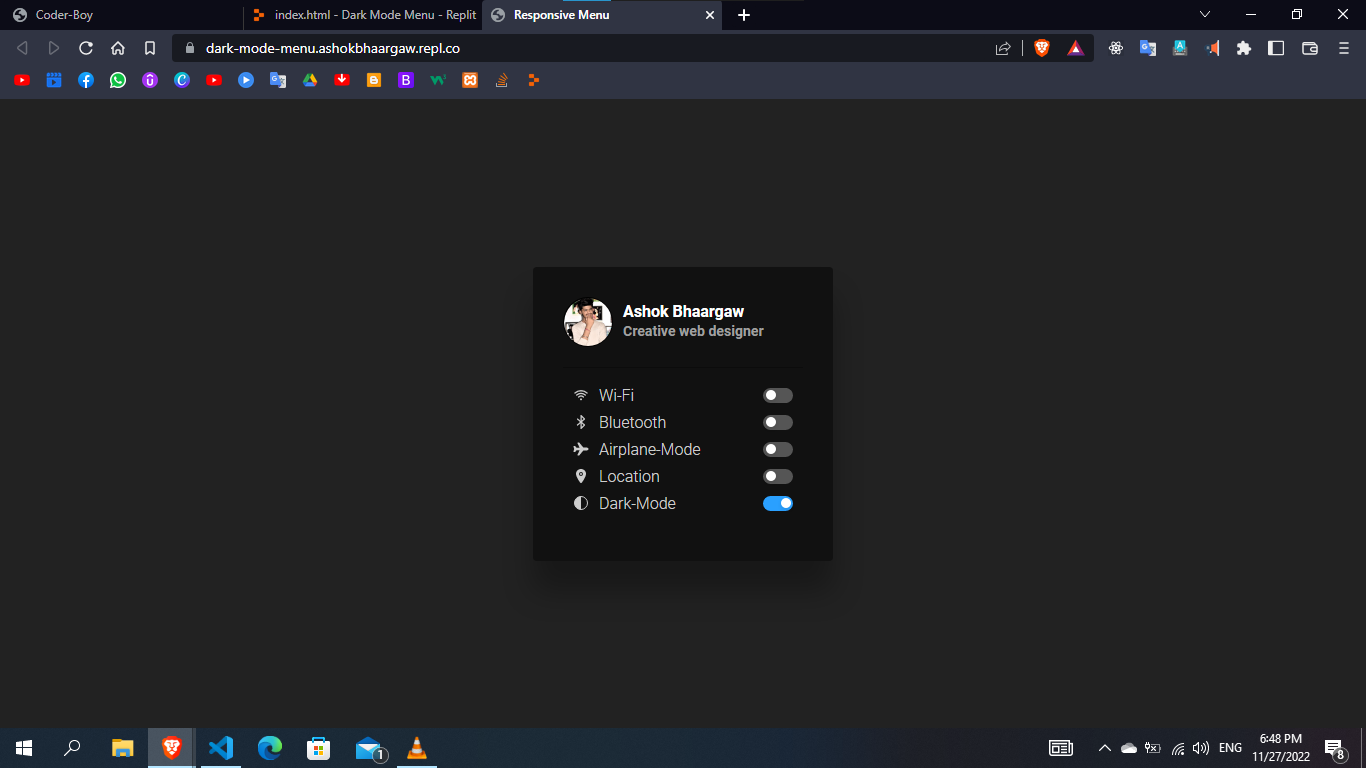 Coder-Boy
index.html - Dark Mode Menu - Replit
Responsive Menu
dark-mode-menu.ashokbhaargaw.repl.co
Ashok Bhaargaw
Creative web designer
Wi-Fi
Bluetooth
Airplane-Mode
Location
Dark-Mode
1
ENG
6:48 PM
11/27/2022
8